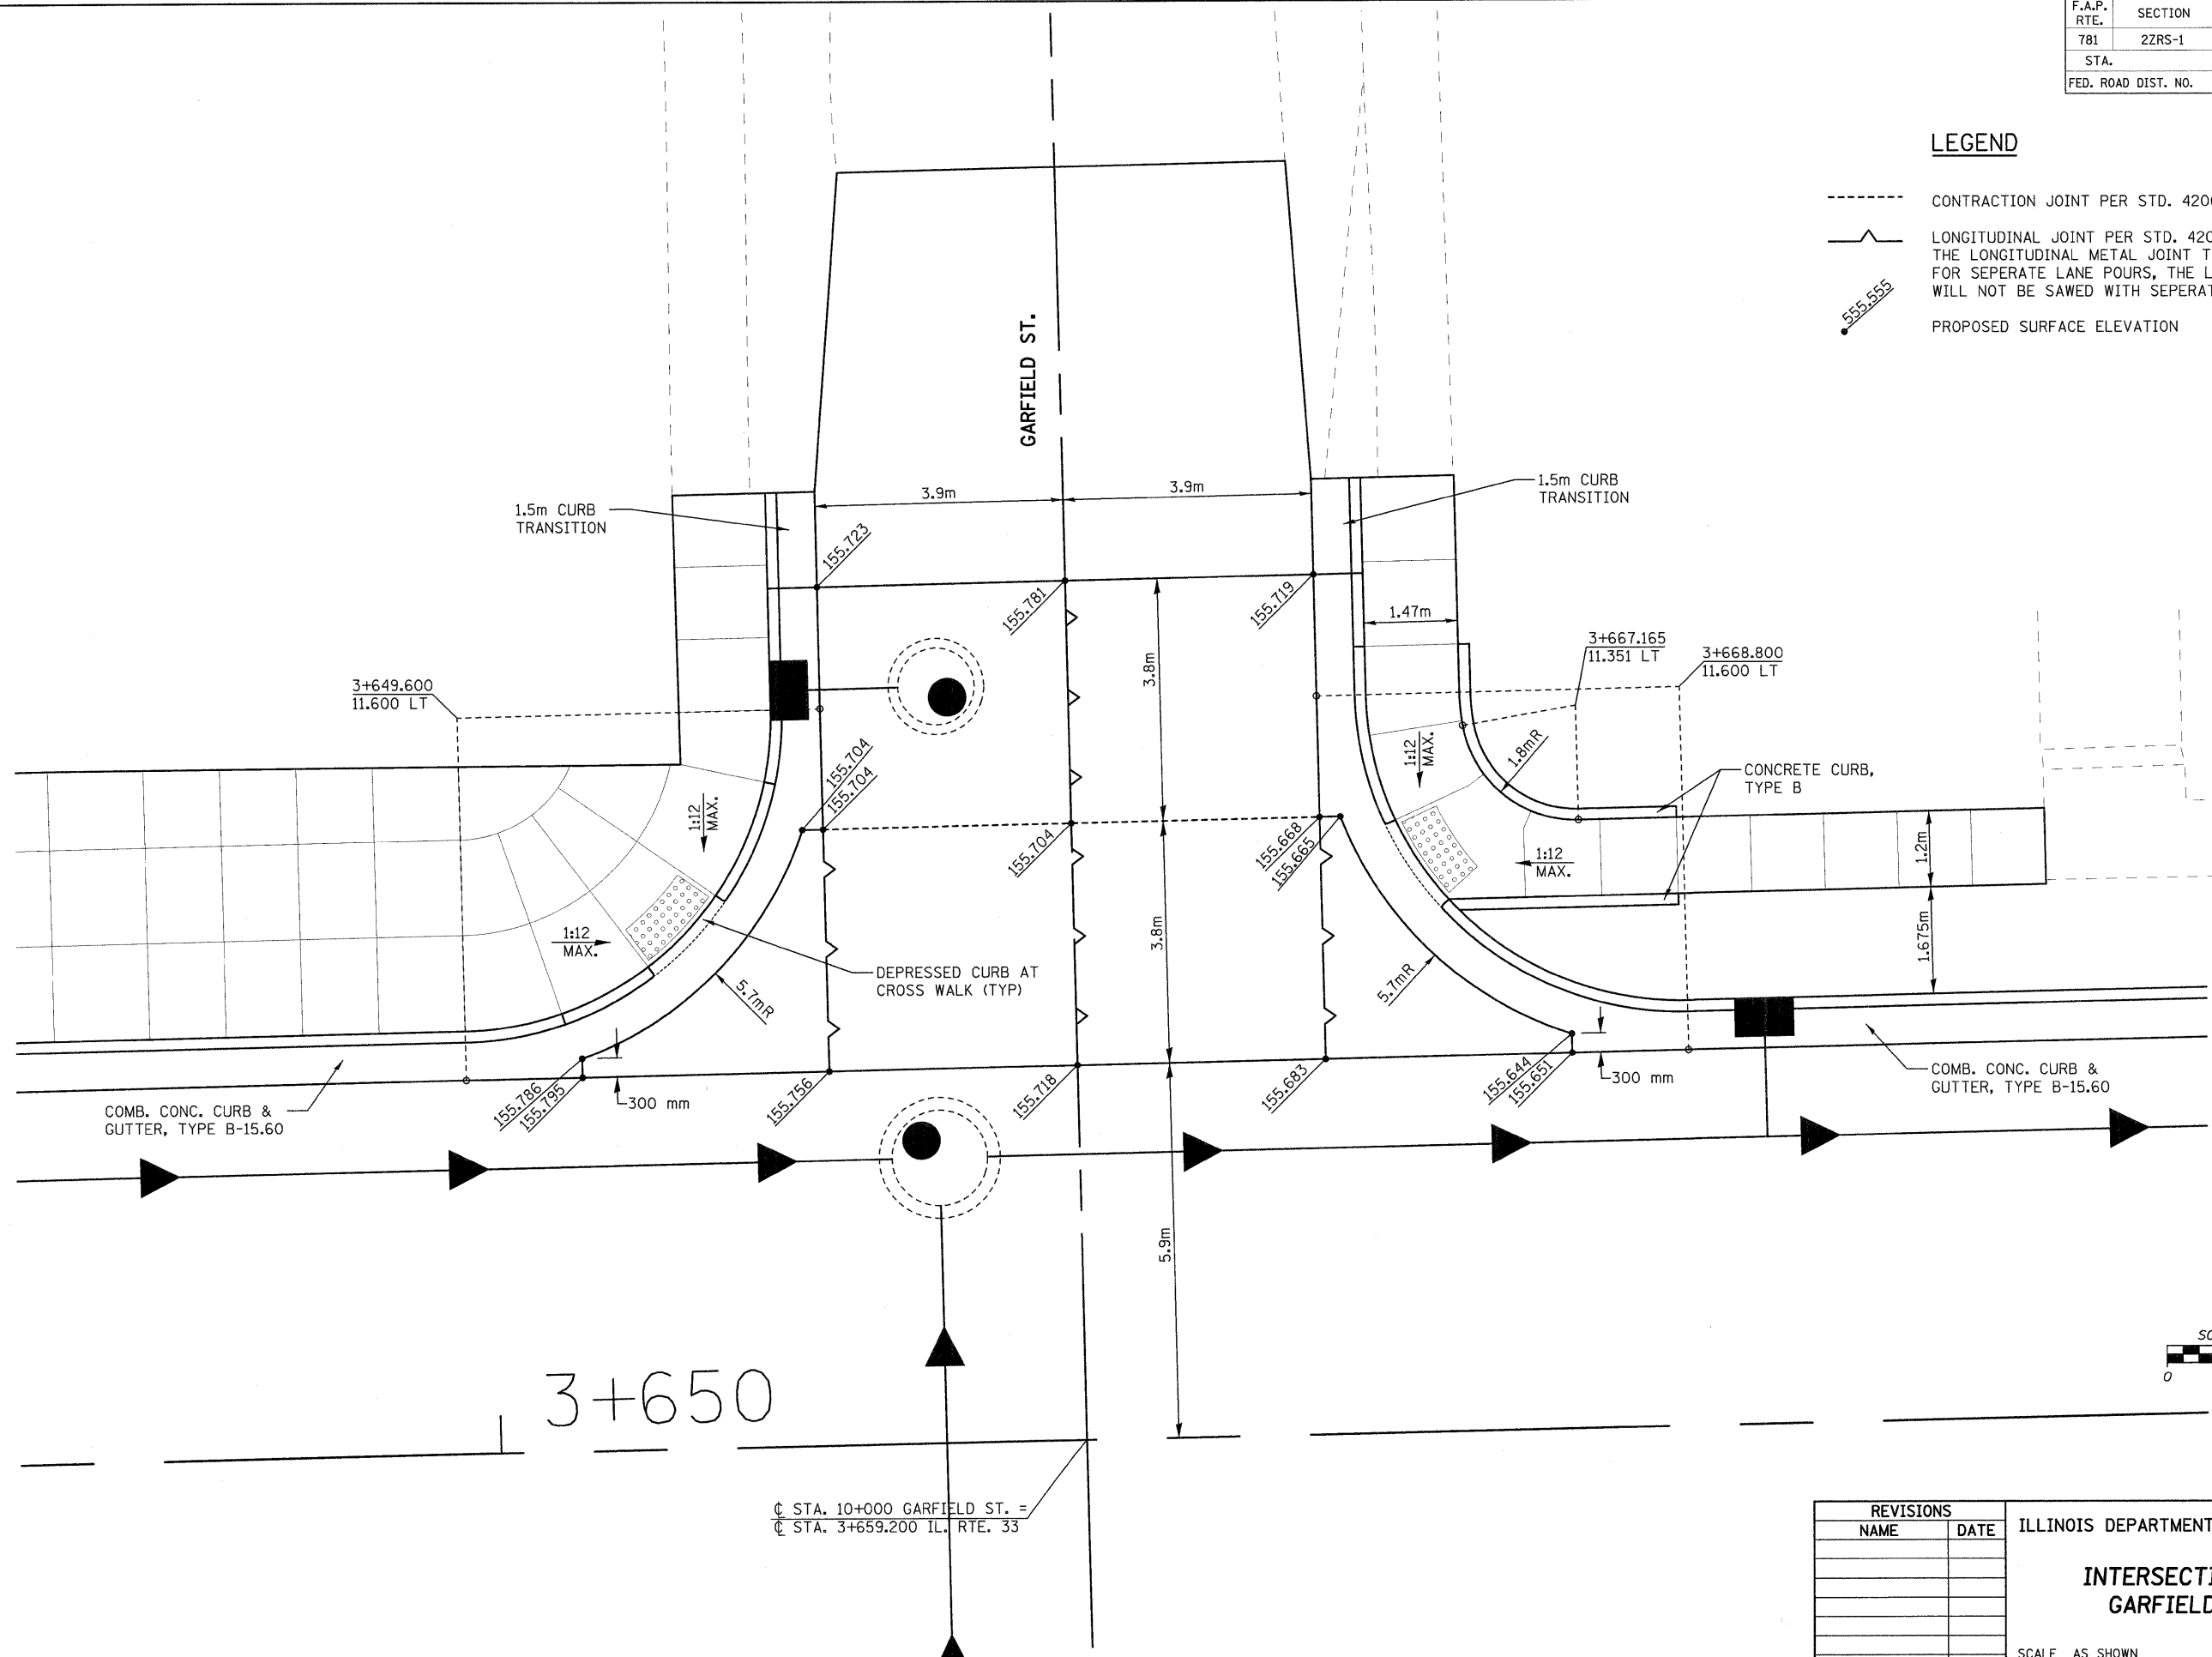 F.A.P. RTE. SECTION
781 2ZRS-1
STA.
FED. ROAD DIST. NO.
LEGEND
CONTRACTION JOINT PER STD.
LONGITUDINAL JOINT PER STD.
THE LONGITUDINAL METAL JOINT
FOR SEPERATE LANE POURS, THE
WILL NOT BE SAWED WITH
555.555
PROPOSED SURFACE ELEVATION
GARFIELD ST.
1.5m CURB
TRANSITION
3.9m
3.9m
1.5m CURB
TRANSITION
155.723
155.781
155.719
1.47m
3.8m
3+649.600
11.600 LT
3+667.165
11.351 LT
3+668.800
11.600 LT
155.704
155.704
155.704
155.668
155.665
1:12
MAX.
1:12
MAX.
1.8mR
CONCRETE CURB,
TYPE B
1:12
MAX.
1.2m
1:12
MAX.
3.8m
1.675m
DEPRESSED CURB AT
CROSS WALK (TYP)
5.7mR
5.7mR
155.786
155.795
300 mm
155.756
155.718
155.683
155.644
155.651
300 mm
COMB. CONC. CURB &
GUTTER, TYPE B-15.60
COMB. CONC. CURB &
GUTTER, TYPE B-15.60
5.9m
0
3+650
℄ STA. 10+000 GARFIELD ST. =
℄ STA. 3+659.200 IL. RTE. 33
REVISIONS
NAME DATE
ILLINOIS DEPARTMENT
GARFIELD
SCALE AS SHOWN